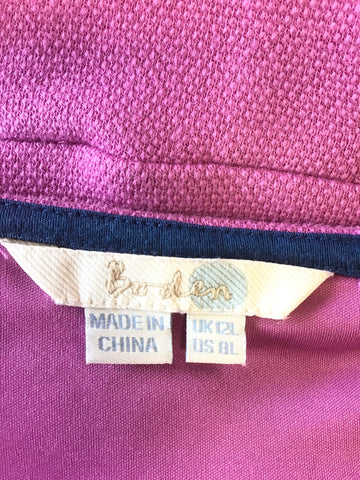 Boden
MADE IN
CHINA
UK 12L
US 8L